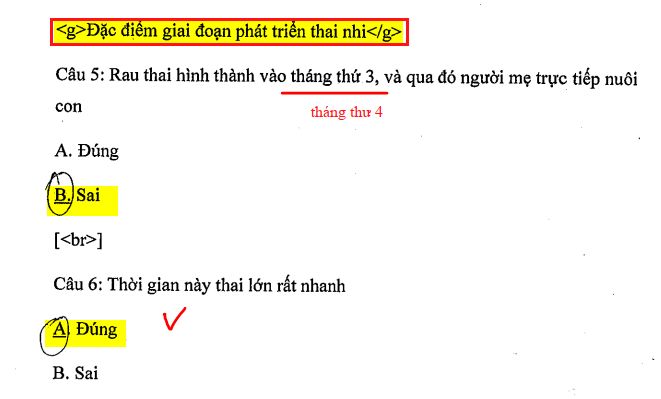 <g>Đặc điểm giai đoạn phát triển thai nhi</g>
Câu 5: Rau thai hình thành vào tháng thứ 3, và qua đó người mẹ trực tiếp nuôi
con
tháng thư 4
A. Đúng
B. Sai
[<br>]
Câu 6: Thời gian này thai lớn rất nhanh
A. Đúng
B. Sai